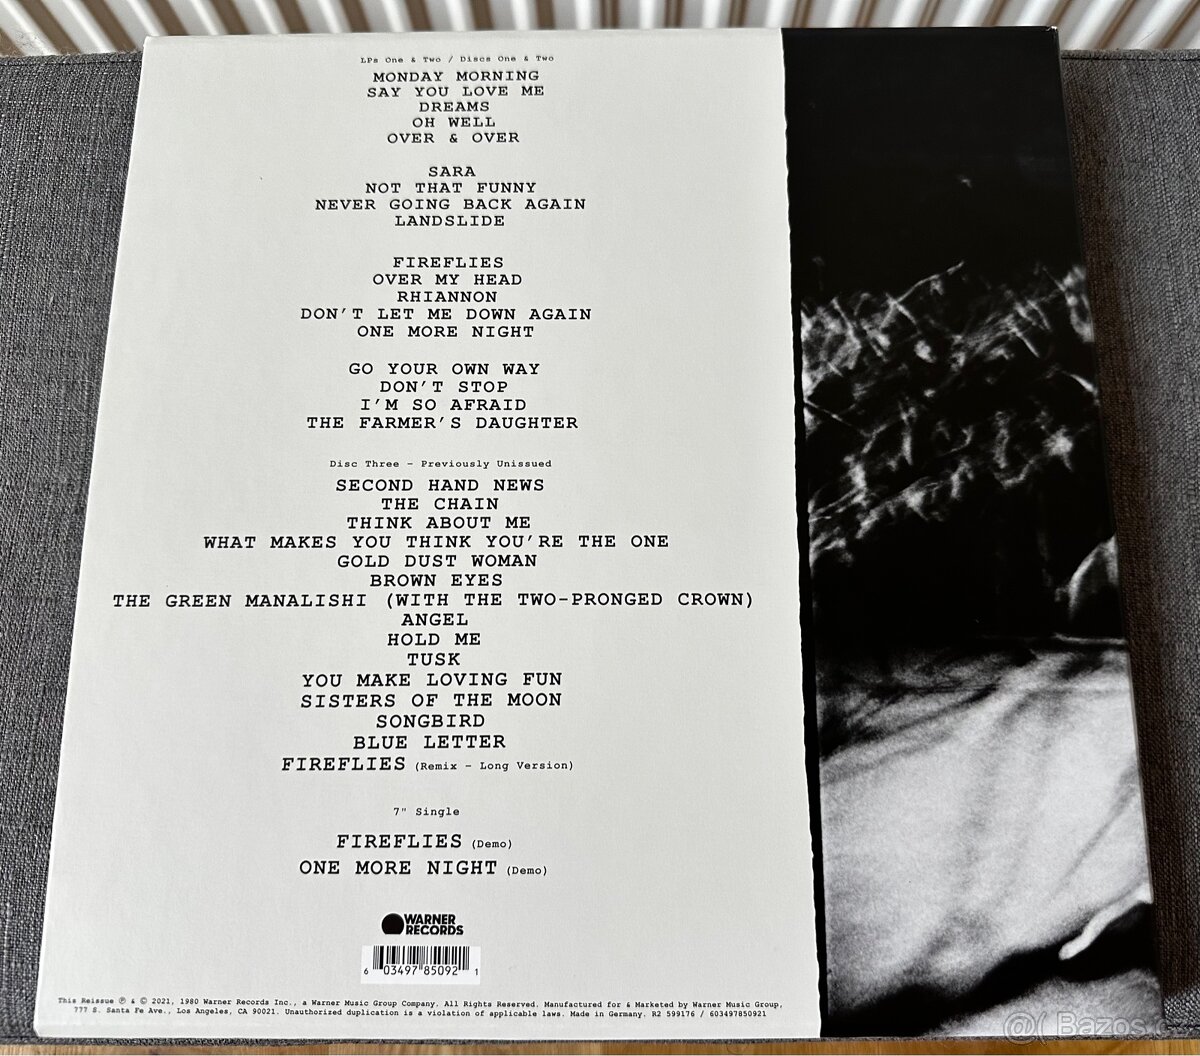 LPs One & Two / Discs One & Two
MONDAY MORNING
SAY YOU LOVE ME
DREAMS
OH WELL
OVER & OVER
SARA
NOT THAT FUNNY
NEVER GOING BACK AGAIN
LANDSLIDE
FIREFLIES
OVER MY HEAD
RHIANNON
DON'T LET ME DOWN AGAIN
ONE MORE NIGHT
GO YOUR OWN WAY
DON'T STOP
I'M SO AFRAID
THE FARMER'S DAUGHTER
Disc Three – Previously Unissued
SECOND HAND NEWS
THE CHAIN
THINK ABOUT ME
WHAT MAKES YOU THINK YOU'RE THE ONE
GOLD DUST WOMAN
BROWN EYES
THE GREEN MANALISHI (WITH THE TWO-PRONGED CROWN)
ANGEL
HOLD ME
TUSK
YOU MAKE LOVING FUN
SISTERS OF THE MOON
SONGBIRD
BLUE LETTER
FIREFLIES (Remix – Long Version)
7" Single
FIREFLIES (Demo)
ONE MORE NIGHT (Demo)
WARNER
RECORDS
6 03497 85092 1
This Reissue ℗ & © 2021, 1980 Warner Records Inc., a Warner Music Group Company. All Rights Reserved. Manufactured for & Marketed by Warner Music Group,
777 S. Santa Fe Ave., Los Angeles, CA 90021. Unauthorized duplication is a violation of applicable laws. Made in Germany. R2 599176 / 603497850921
@( Bazos.cz